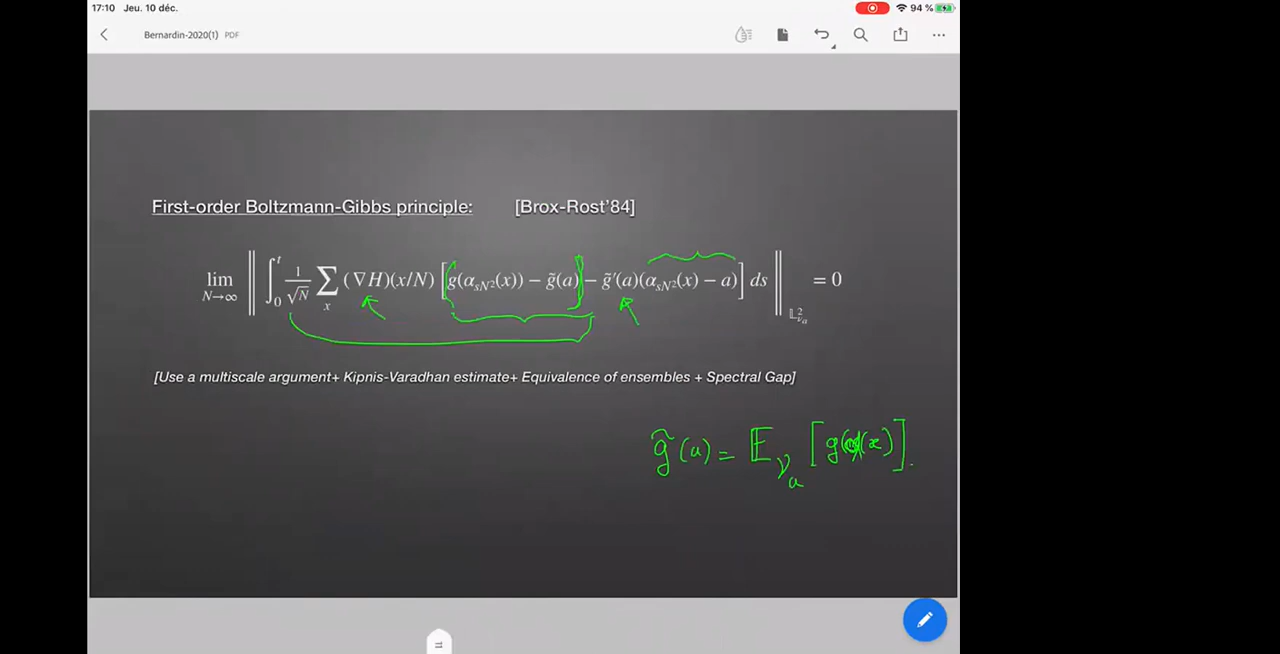 17:10 Jeu. 10 déc. 94 %
Bernardin-2020(1) PDF
First-order Boltzmann-Gibbs principle: [Brox-Rost'84]
lim_{N→∞} ‖ ∫_0^t 1/√N ∑_x (∇H)(x/N) [g(α_{sN²}(x)) − g̃(a) − g̃′(a)(α_{sN²}(x) − a)] ds ‖_{𝕃²_{ν_a}} = 0
[Use a multiscale argument+ Kipnis-Varadhan estimate+ Equivalence of ensembles + Spectral Gap]
g̃(a) = 𝔼_{ν_a} [g( (x)].